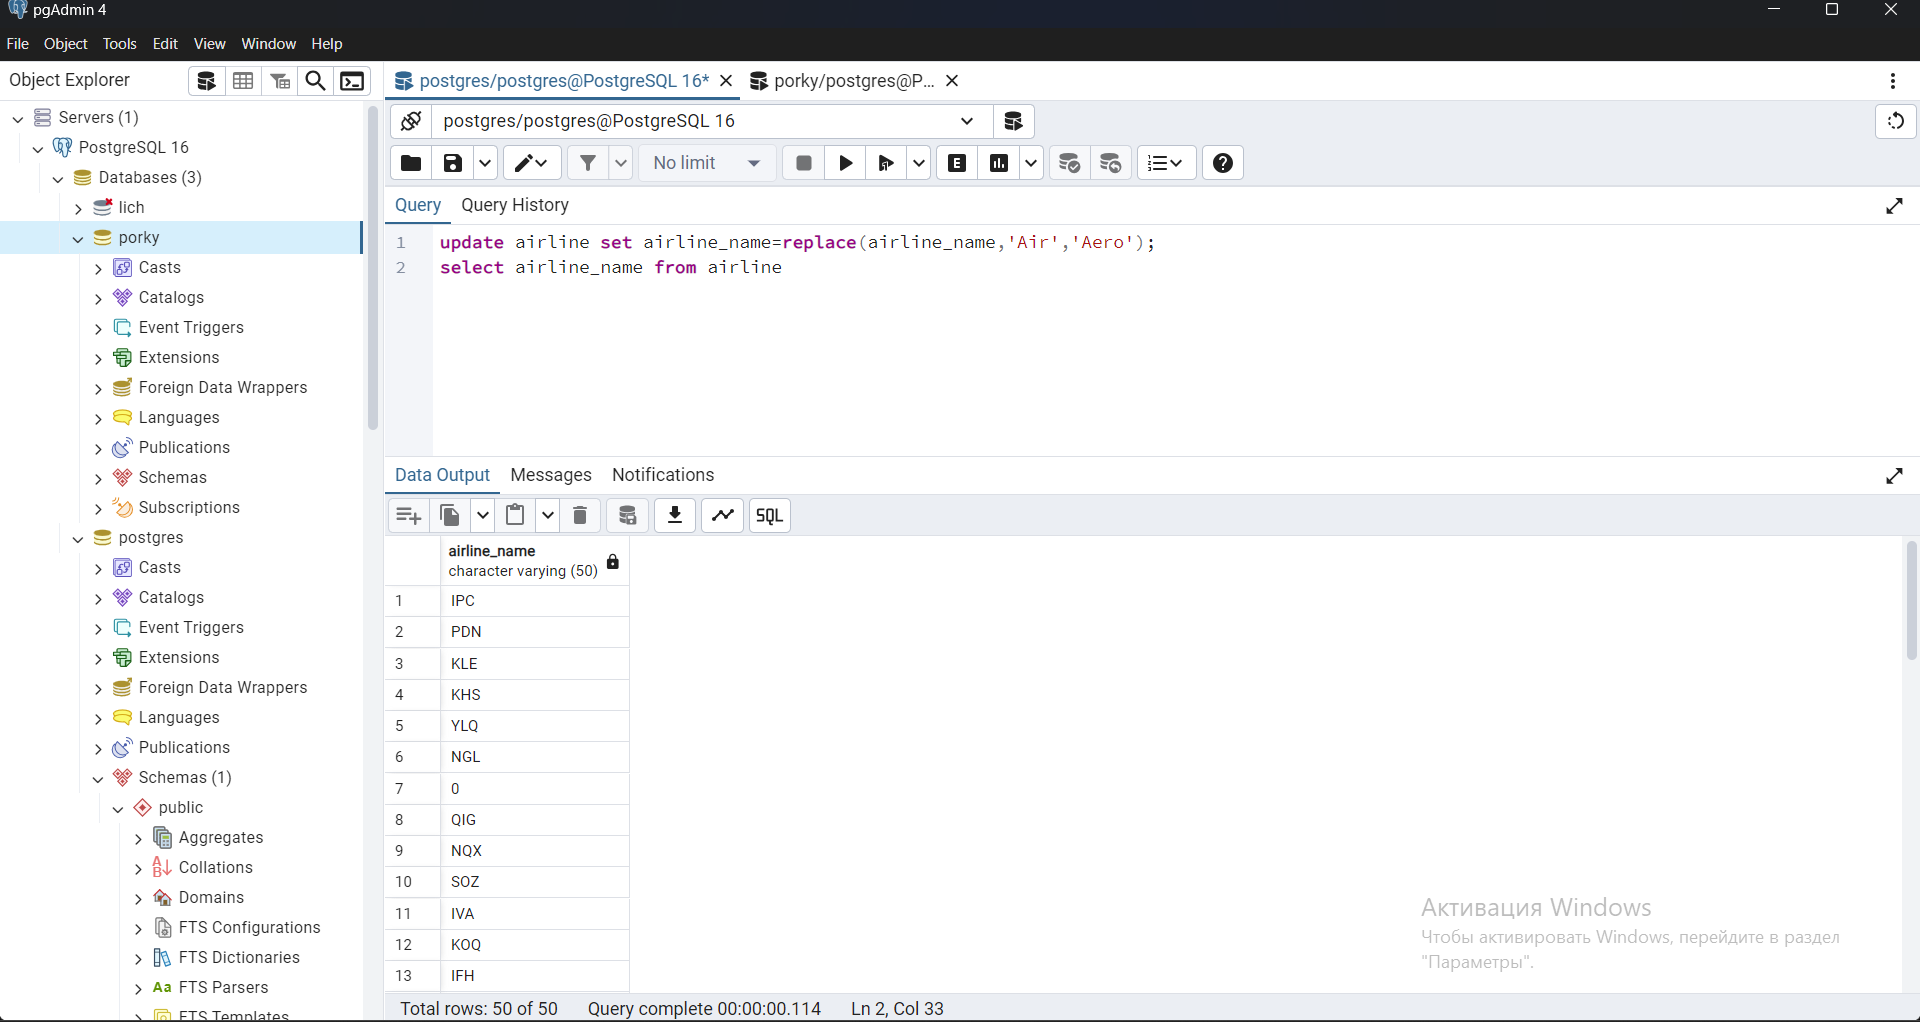 pgAdmin 4
File Object Tools Edit View Window Help
Object Explorer
Servers (1)
PostgreSQL 16
Databases (3)
lich
porky
Casts
Catalogs
Event Triggers
Extensions
Foreign Data Wrappers
Languages
Publications
Schemas
Subscriptions
postgres
Casts
Catalogs
Event Triggers
Extensions
Foreign Data Wrappers
Languages
Publications
Schemas (1)
public
Aggregates
Collations
Domains
FTS Configurations
FTS Dictionaries
Aa FTS Parsers
FTS Templates
postgres/postgres@PostgreSQL 16*
porky/postgres@P...
postgres/postgres@PostgreSQL 16
No limit
E
Query Query History
1 update airline set airline_name=replace(airline_name,'Air','Aero');
2 select airline_name from airline
Data Output Messages Notifications
SQL
airline_name
character varying (50)
1 IPC
2 PDN
3 KLE
4 KHS
5 YLQ
6 NGL
7 0
8 QIG
9 NQX
10 SOZ
11 IVA
12 KOQ
13 IFH
Активация Windows
Чтобы активировать Windows, перейдите в раздел
"Параметры".
Total rows: 50 of 50 Query complete 00:00:00.114 Ln 2, Col 33